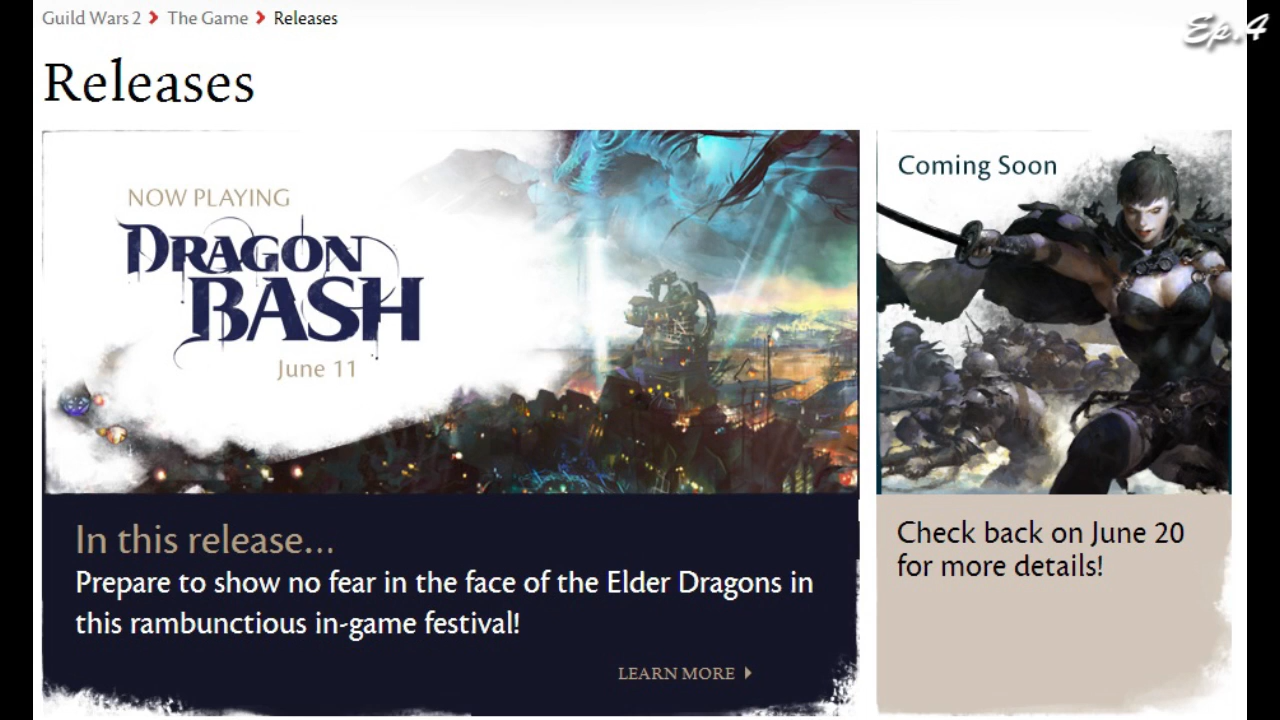 Guild Wars 2 > The Game > Releases
Ep.4
Releases
NOW PLAYING
DRAGON
BASH
June 11
Coming Soon
In this release...
Prepare to show no fear in the face of the Elder Dragons in
this rambunctious in-game festival!
LEARN MORE
Check back on June 20
for more details!